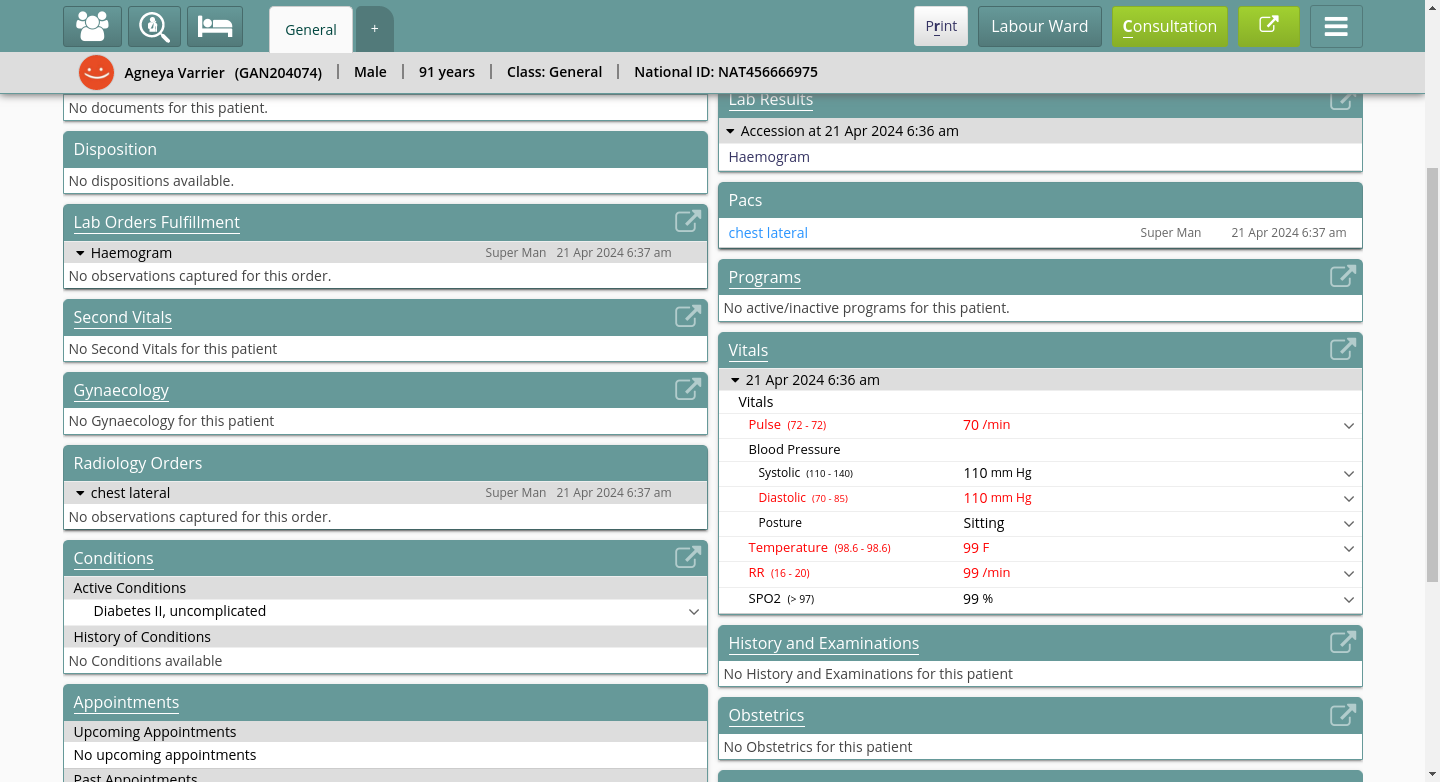 General
+
Print
Labour Ward
Consultation
Agneya Varrier (GAN204074) | Male | 91 years | Class: General | National ID: NAT456666975
No documents for this patient.
Disposition
No dispositions available.
Lab Orders Fulfillment
Haemogram Super Man 21 Apr 2024 6:37 am
No observations captured for this order.
Second Vitals
No Second Vitals for this patient
Gynaecology
No Gynaecology for this patient
Radiology Orders
chest lateral Super Man 21 Apr 2024 6:37 am
No observations captured for this order.
Conditions
Active Conditions
Diabetes II, uncomplicated
History of Conditions
No Conditions available
Appointments
Upcoming Appointments
No upcoming appointments
Past Appointments
Lab Results
Accession at 21 Apr 2024 6:36 am
Haemogram
Pacs
chest lateral Super Man 21 Apr 2024 6:37 am
Programs
No active/inactive programs for this patient.
Vitals
21 Apr 2024 6:36 am
Vitals
Pulse (72 - 72) 70 /min
Blood Pressure
Systolic (110 - 140) 110 mm Hg
Diastolic (70 - 85) 110 mm Hg
Posture Sitting
Temperature (98.6 - 98.6) 99 F
RR (16 - 20) 99 /min
SPO2 (> 97) 99 %
History and Examinations
No History and Examinations for this patient
Obstetrics
No Obstetrics for this patient